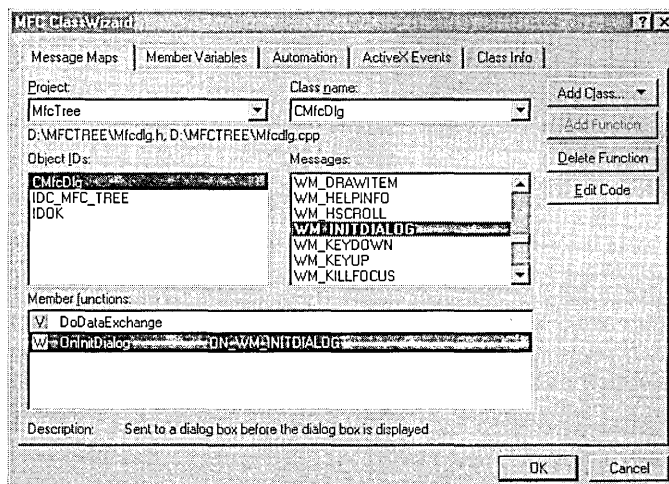 MFC ClassWizard
Message Maps Member Variables Automation ActiveX Events Class Info
Project:
MfcTree
Class name:
CMfcDlg
Add Class...
Add Function
Delete Function
Edit Code
D:\MFCTREE\Mfcdlg.h, D:\MFCTREE\Mfcdlg.cpp
Object IDs:
CMfcDlg
IDC_MFC_TREE
IDOK
Messages:
WM_DRAWITEM
WM_HELPINFO
WM_HSCROLL
WM_INITDIALOG
WM_KEYDOWN
WM_KEYUP
WM_KILLFOCUS
Member functions:
V DoDataExchange
W OnInitDialog ON_WM_INITDIALOG
Description: Sent to a dialog box before the dialog box is displayed
OK Cancel